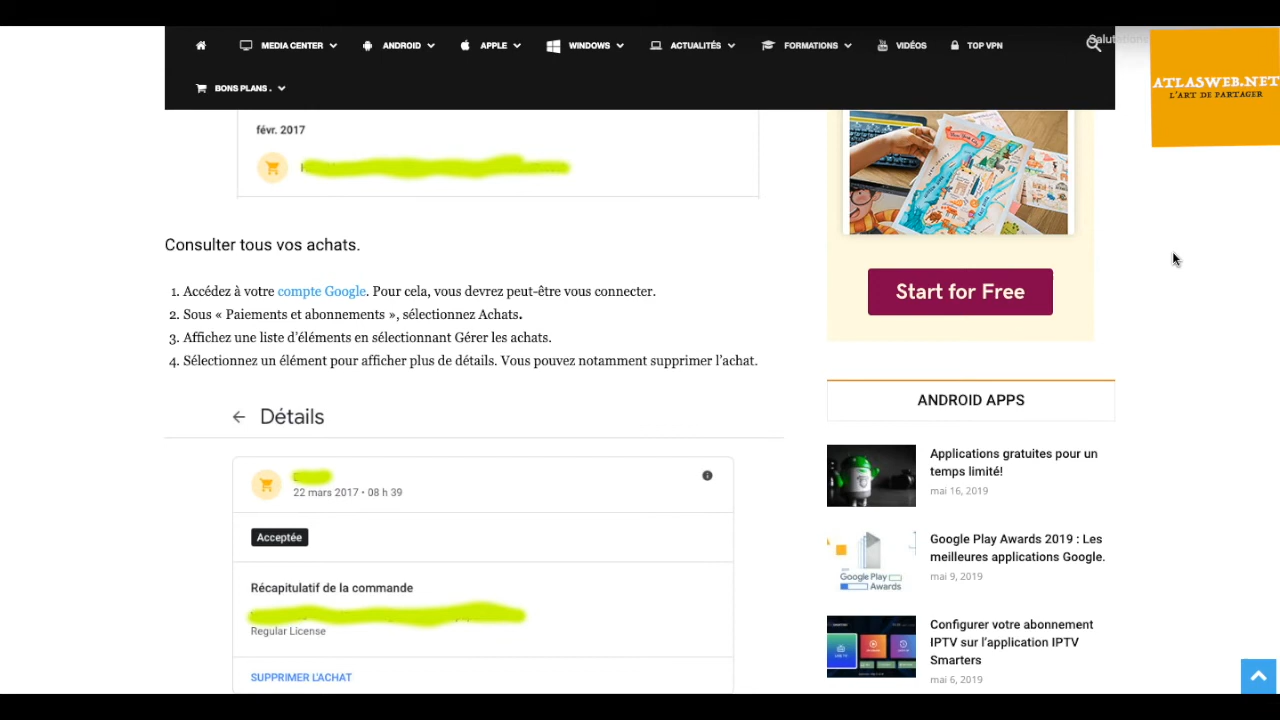 MEDIA CENTER
ANDROID
APPLE
WINDOWS
ACTUALITÉS
FORMATIONS
VIDÉOS
TOP VPN
BONS PLANS .
ATLASWEB.NET
L'ART DE PARTAGER
févr. 2017
Consulter tous vos achats.
1. Accédez à votre compte Google. Pour cela, vous devrez peut-être vous connecter.
2. Sous « Paiements et abonnements », sélectionnez Achats.
3. Affichez une liste d'éléments en sélectionnant Gérer les achats.
4. Sélectionnez un élément pour afficher plus de détails. Vous pouvez notamment supprimer l'achat.
← Détails
22 mars 2017 • 08 h 39
Acceptée
Récapitulatif de la commande
Regular License
SUPPRIMER L'ACHAT
Start for Free
ANDROID APPS
Applications gratuites pour un
temps limité!
mai 16, 2019
Google Play
Awards
Google Play Awards 2019 : Les
meilleures applications Google.
mai 9, 2019
Configurer votre abonnement
IPTV sur l'application IPTV
Smarters
mai 6, 2019